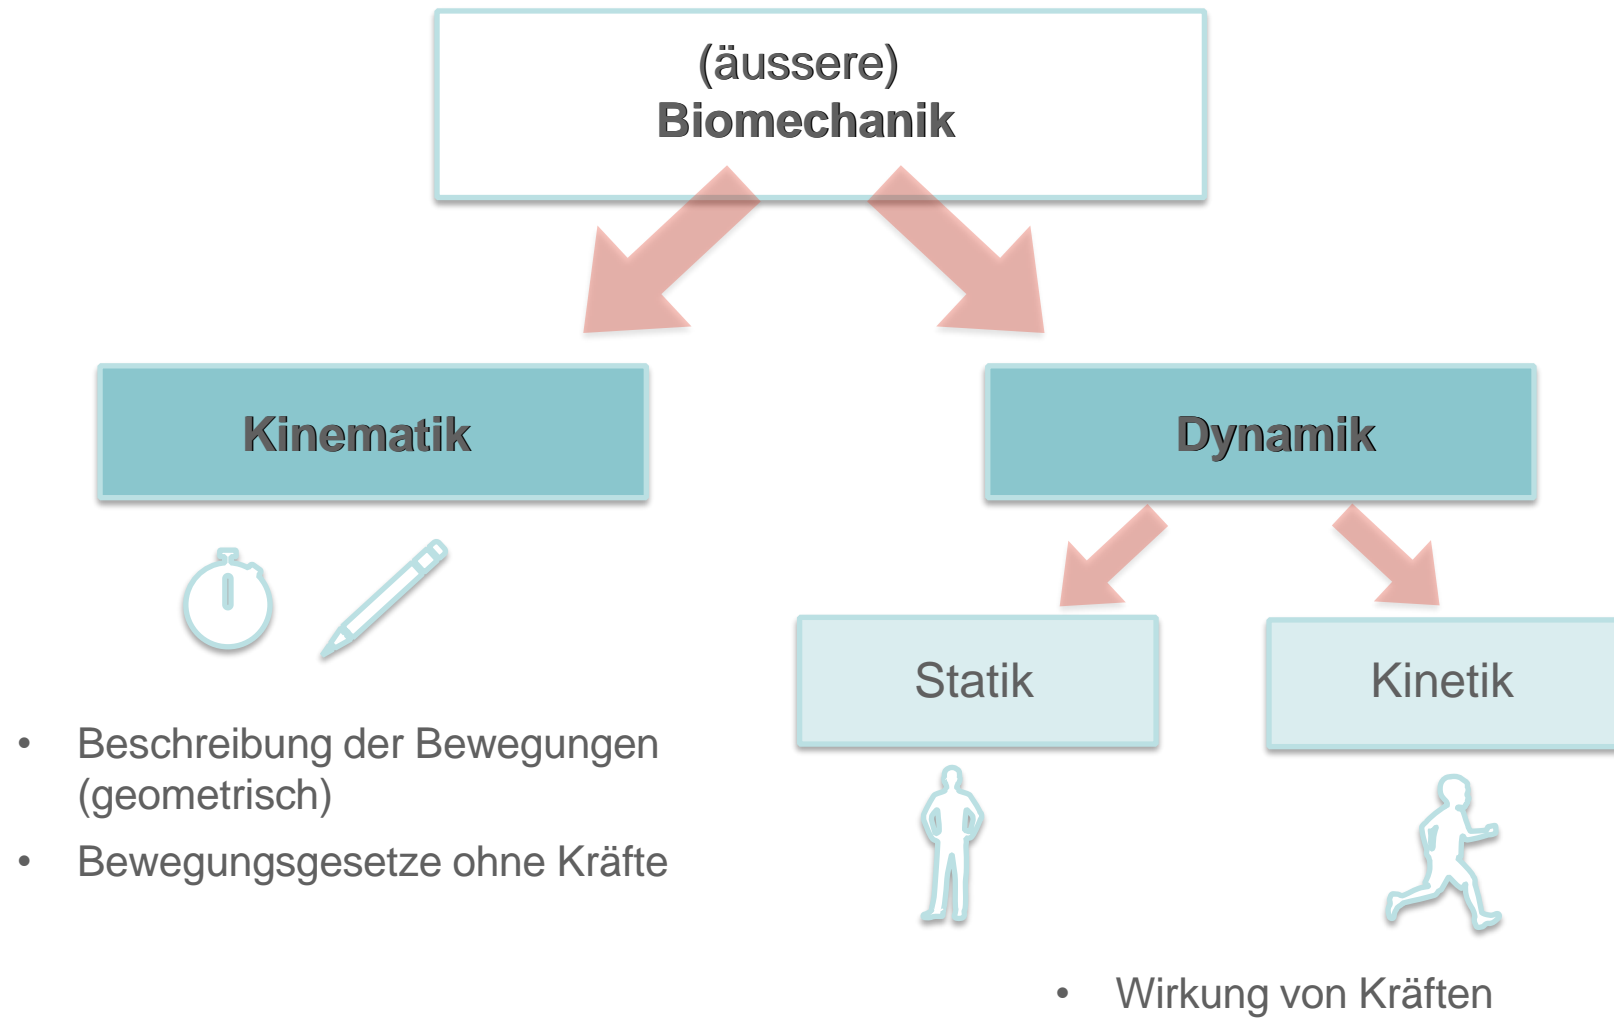 (äussere)
Biomechanik
Kinematik
Dynamik
Statik
Kinetik
• Beschreibung der Bewegungen
(geometrisch)
• Bewegungsgesetze ohne Kräfte
• Wirkung von Kräften